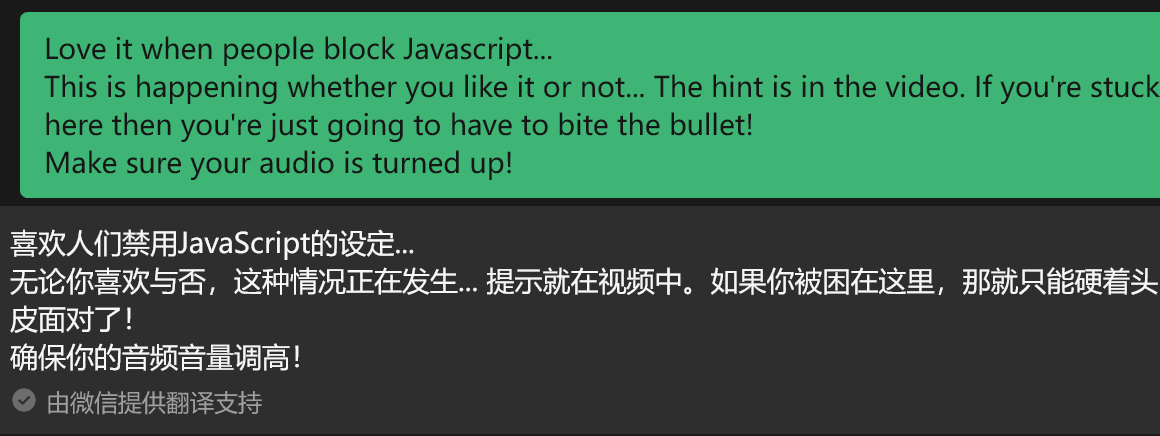 Love it when people block Javascript...
This is happening whether you like it or not... The hint is in the video. If you're stuck
here then you're just going to have to bite the bullet!
Make sure your audio is turned up!
喜欢人们禁用JavaScript的设定...
无论你喜欢与否，这种情况正在发生... 提示就在视频中。如果你被困在这里，那就只能硬着头
皮面对了！
确保你的音频音量调高！
由微信提供翻译支持